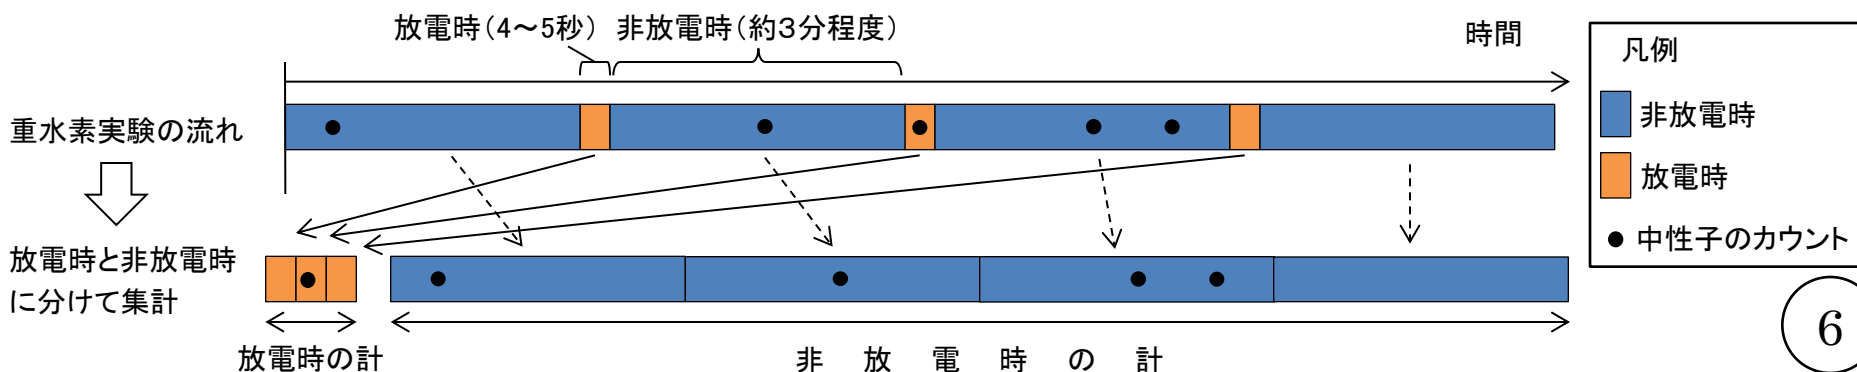 放電時(4～5秒) 非放電時(約3分程度)
時間
凡例
非放電時
放電時
中性子のカウント
重水素実験の流れ
放電時と非放電時
に分けて集計
放電時の計
非放電時の計
6